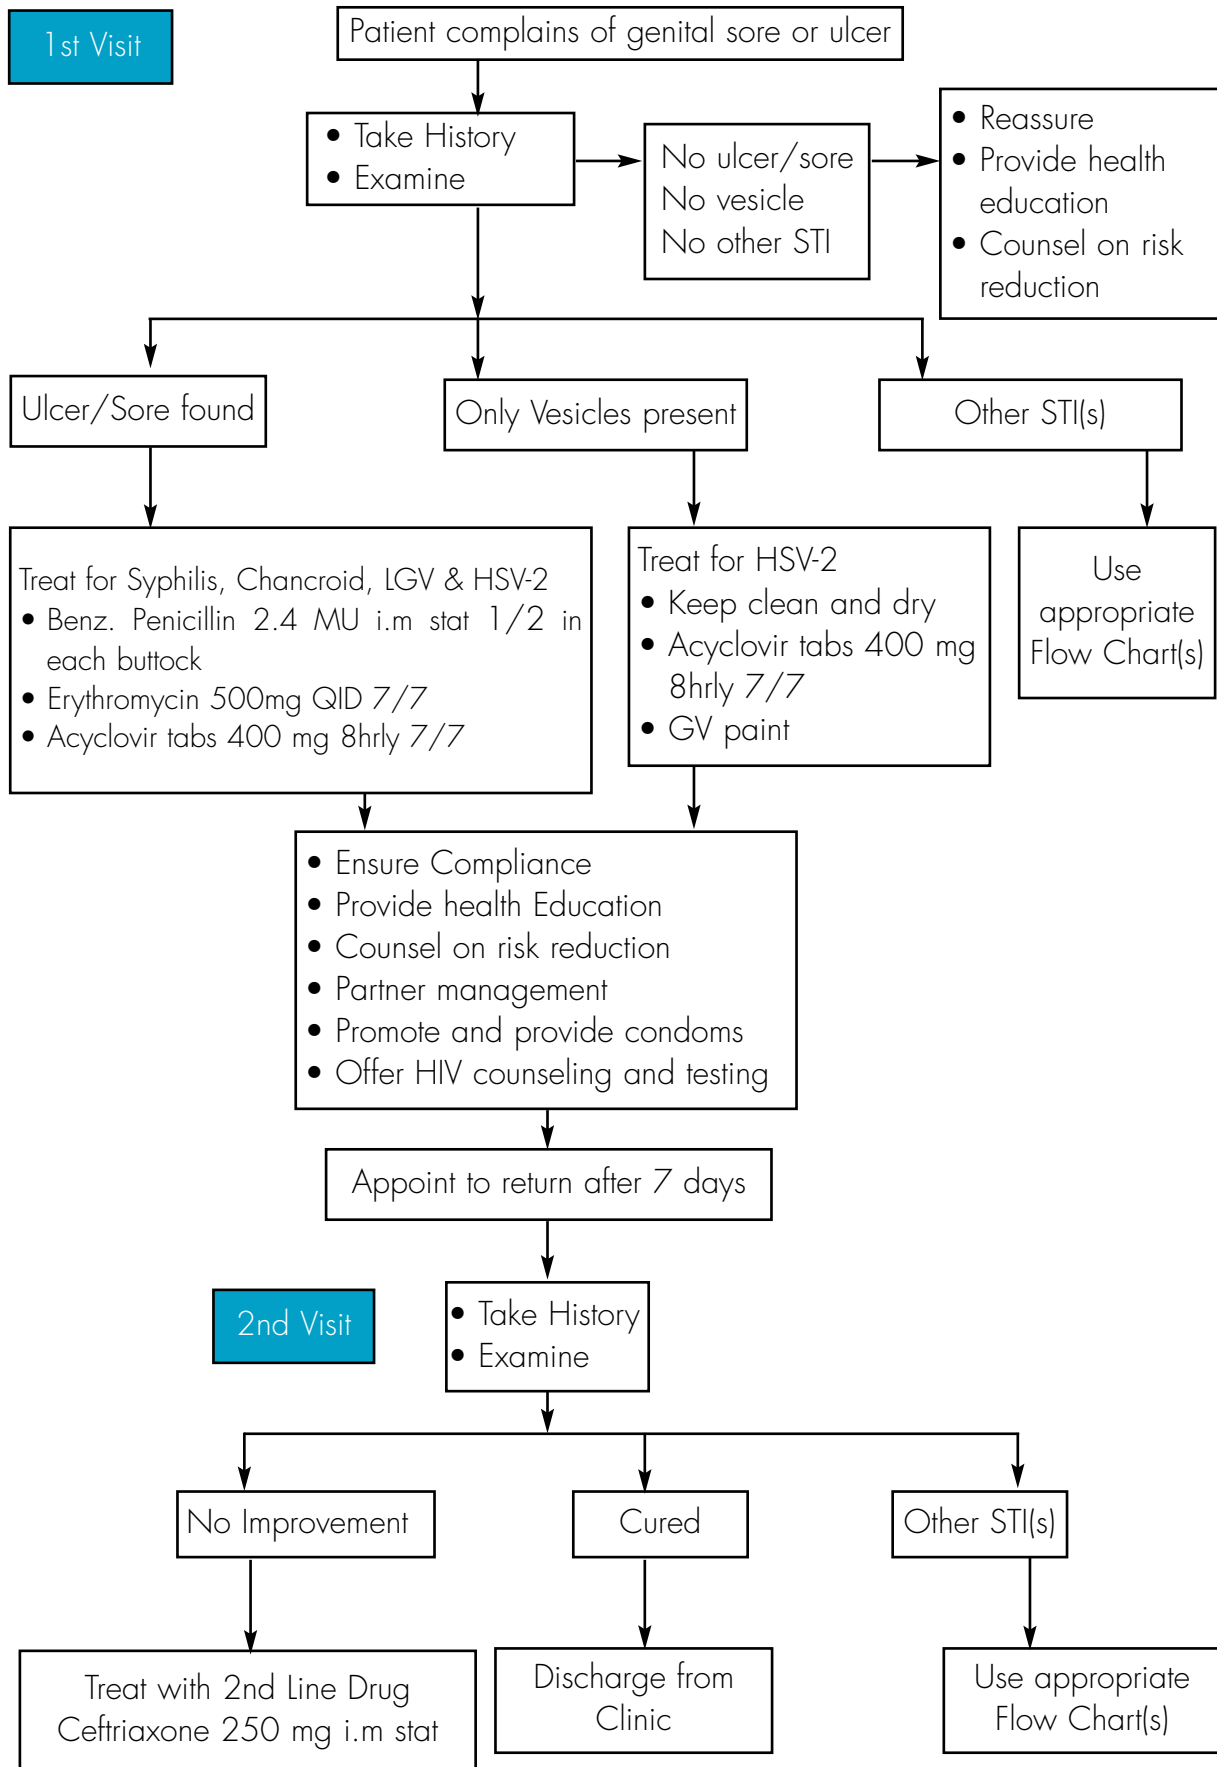 1st Visit
Patient complains of genital sore or ulcer
• Take History
• Examine
No ulcer/sore
No vesicle
No other STI
• Reassure
• Provide health
education
• Counsel on risk
reduction
Ulcer/Sore found
Only Vesicles present
Other STI(s)
Treat for Syphilis, Chancroid, LGV & HSV-2
• Benz. Penicillin 2.4 MU i.m stat 1/2 in
each buttock
• Erythromycin 500mg QID 7/7
• Acyclovir tabs 400 mg 8hrly 7/7
Treat for HSV-2
• Keep clean and dry
• Acyclovir tabs 400 mg
8hrly 7/7
• GV paint
Use
appropriate
Flow Chart(s)
• Ensure Compliance
• Provide health Education
• Counsel on risk reduction
• Partner management
• Promote and provide condoms
• Offer HIV counseling and testing
Appoint to return after 7 days
2nd Visit
• Take History
• Examine
No Improvement
Cured
Other STI(s)
Treat with 2nd Line Drug
Ceftriaxone 250 mg i.m stat
Discharge from
Clinic
Use appropriate
Flow Chart(s)